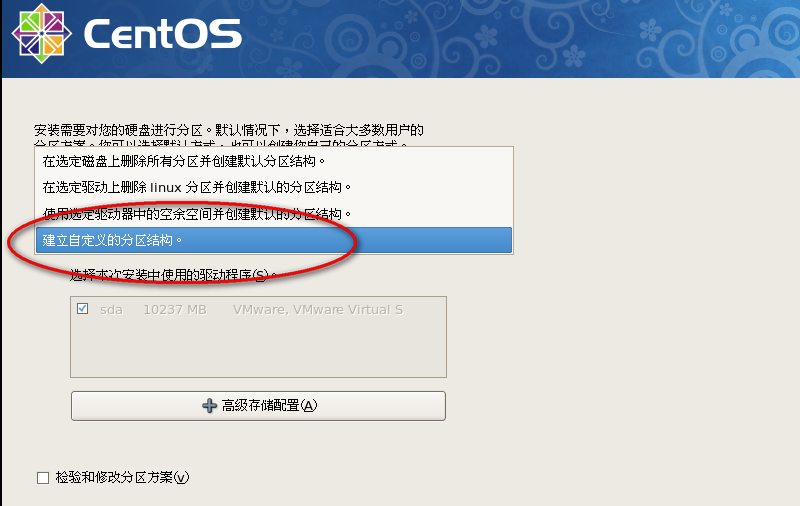 CentOS
安装需要对您的硬盘进行分区。默认情况下，选择适合大多数用户的
分区方案。您可以选择默认方式，也可以创建您自己的分区方式。
在选定磁盘上删除所有分区并创建默认分区结构。
在选定驱动上删除 linux 分区并创建默认的分区结构。
使用选定驱动器中的空余空间并创建默认的分区结构。
建立自定义的分区结构。
选择本次安装中使用的驱动程序(S)。
sda 10237 MB VMware, VMware Virtual S
高级存储配置(A)
检验和修改分区方案(v)